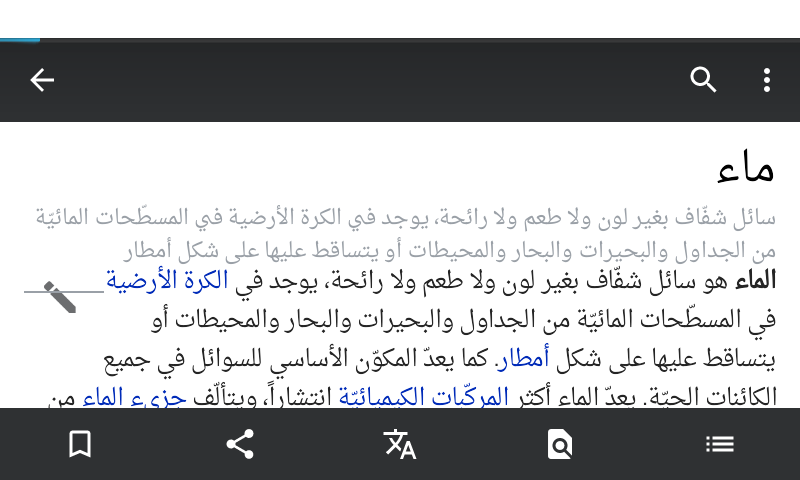 ماء
سائل شفّاف بغير لون ولا طعم ولا رائحة، يوجد في الكرة الأرضية في المسطّحات المائيّة
من الجداول والبحيرات والبحار والمحيطات أو يتساقط عليها على شكل أمطار
الماء هو سائل شفّاف بغير لون ولا طعم ولا رائحة، يوجد في الكرة الأرضية
في المسطّحات المائيّة من الجداول والبحيرات والبحار والمحيطات أو
يتساقط عليها على شكل أمطار. كما يعدّ المكوّن الأساسي للسوائل في جميع
الكائنات الحيّة. يعدّ الماء أكثر المركّبات الكيميائيّة انتشاراً، ويتألّف جزيء الماء من